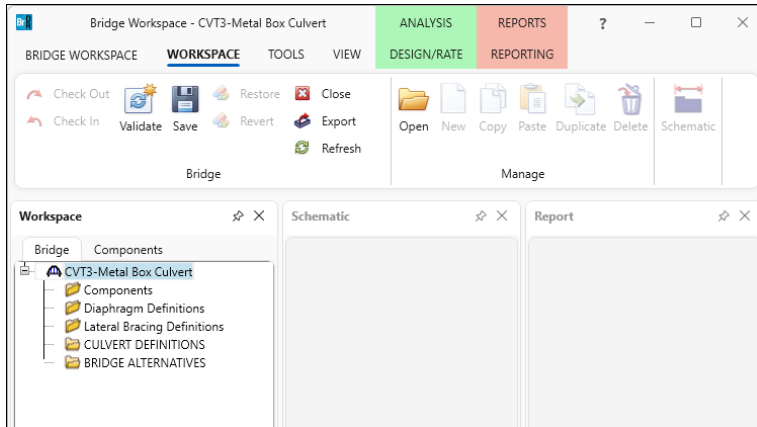 Br Bridge Workspace - CVT3-Metal Box Culvert ANALYSIS REPORTS ?
BRIDGE WORKSPACE WORKSPACE TOOLS VIEW DESIGN/RATE REPORTING
Check Out Restore Close
Check In Validate Save Revert Export Open New Copy Paste Duplicate Delete Schematic
Refresh
Bridge Manage
Workspace Schematic Report
Bridge Components
CVT3-Metal Box Culvert
Components
Diaphragm Definitions
Lateral Bracing Definitions
CULVERT DEFINITIONS
BRIDGE ALTERNATIVES